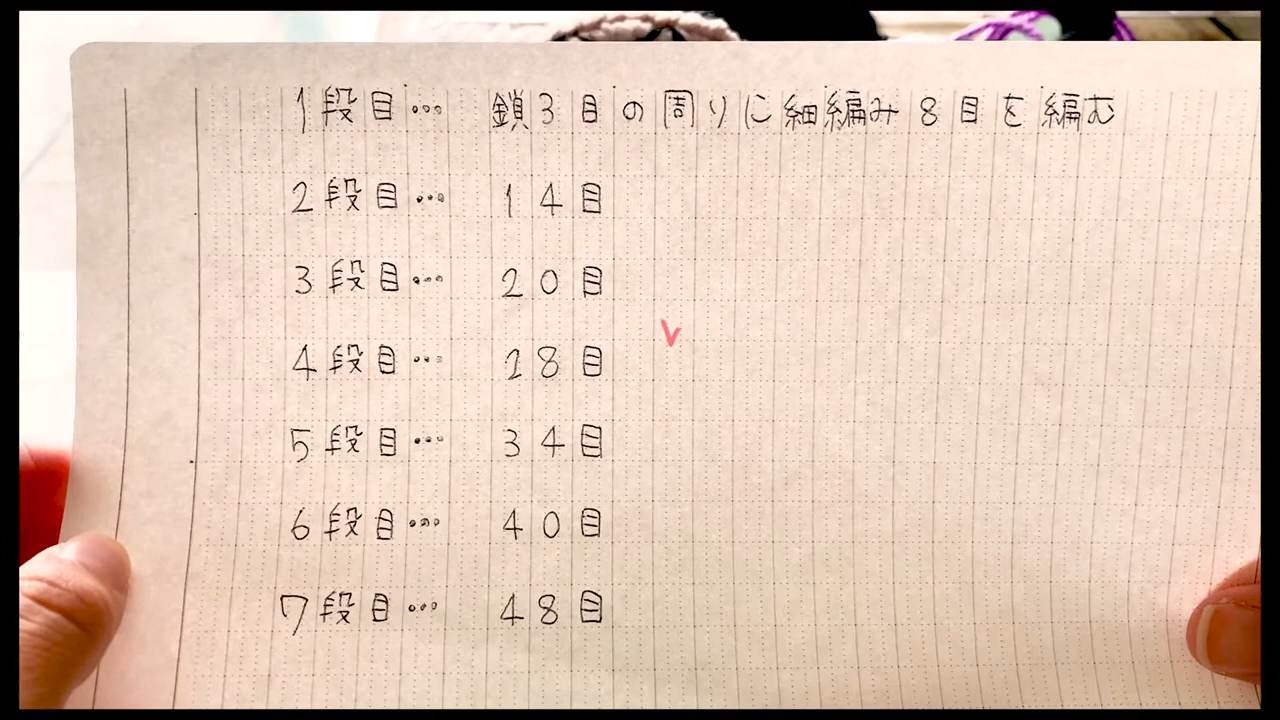 1段目… 鎖3目の周りに細編み8目を編む
2段目… 14目
3段目… 20目
4段目… 28目
5段目… 34目
6段目… 40目
7段目… 48目
v